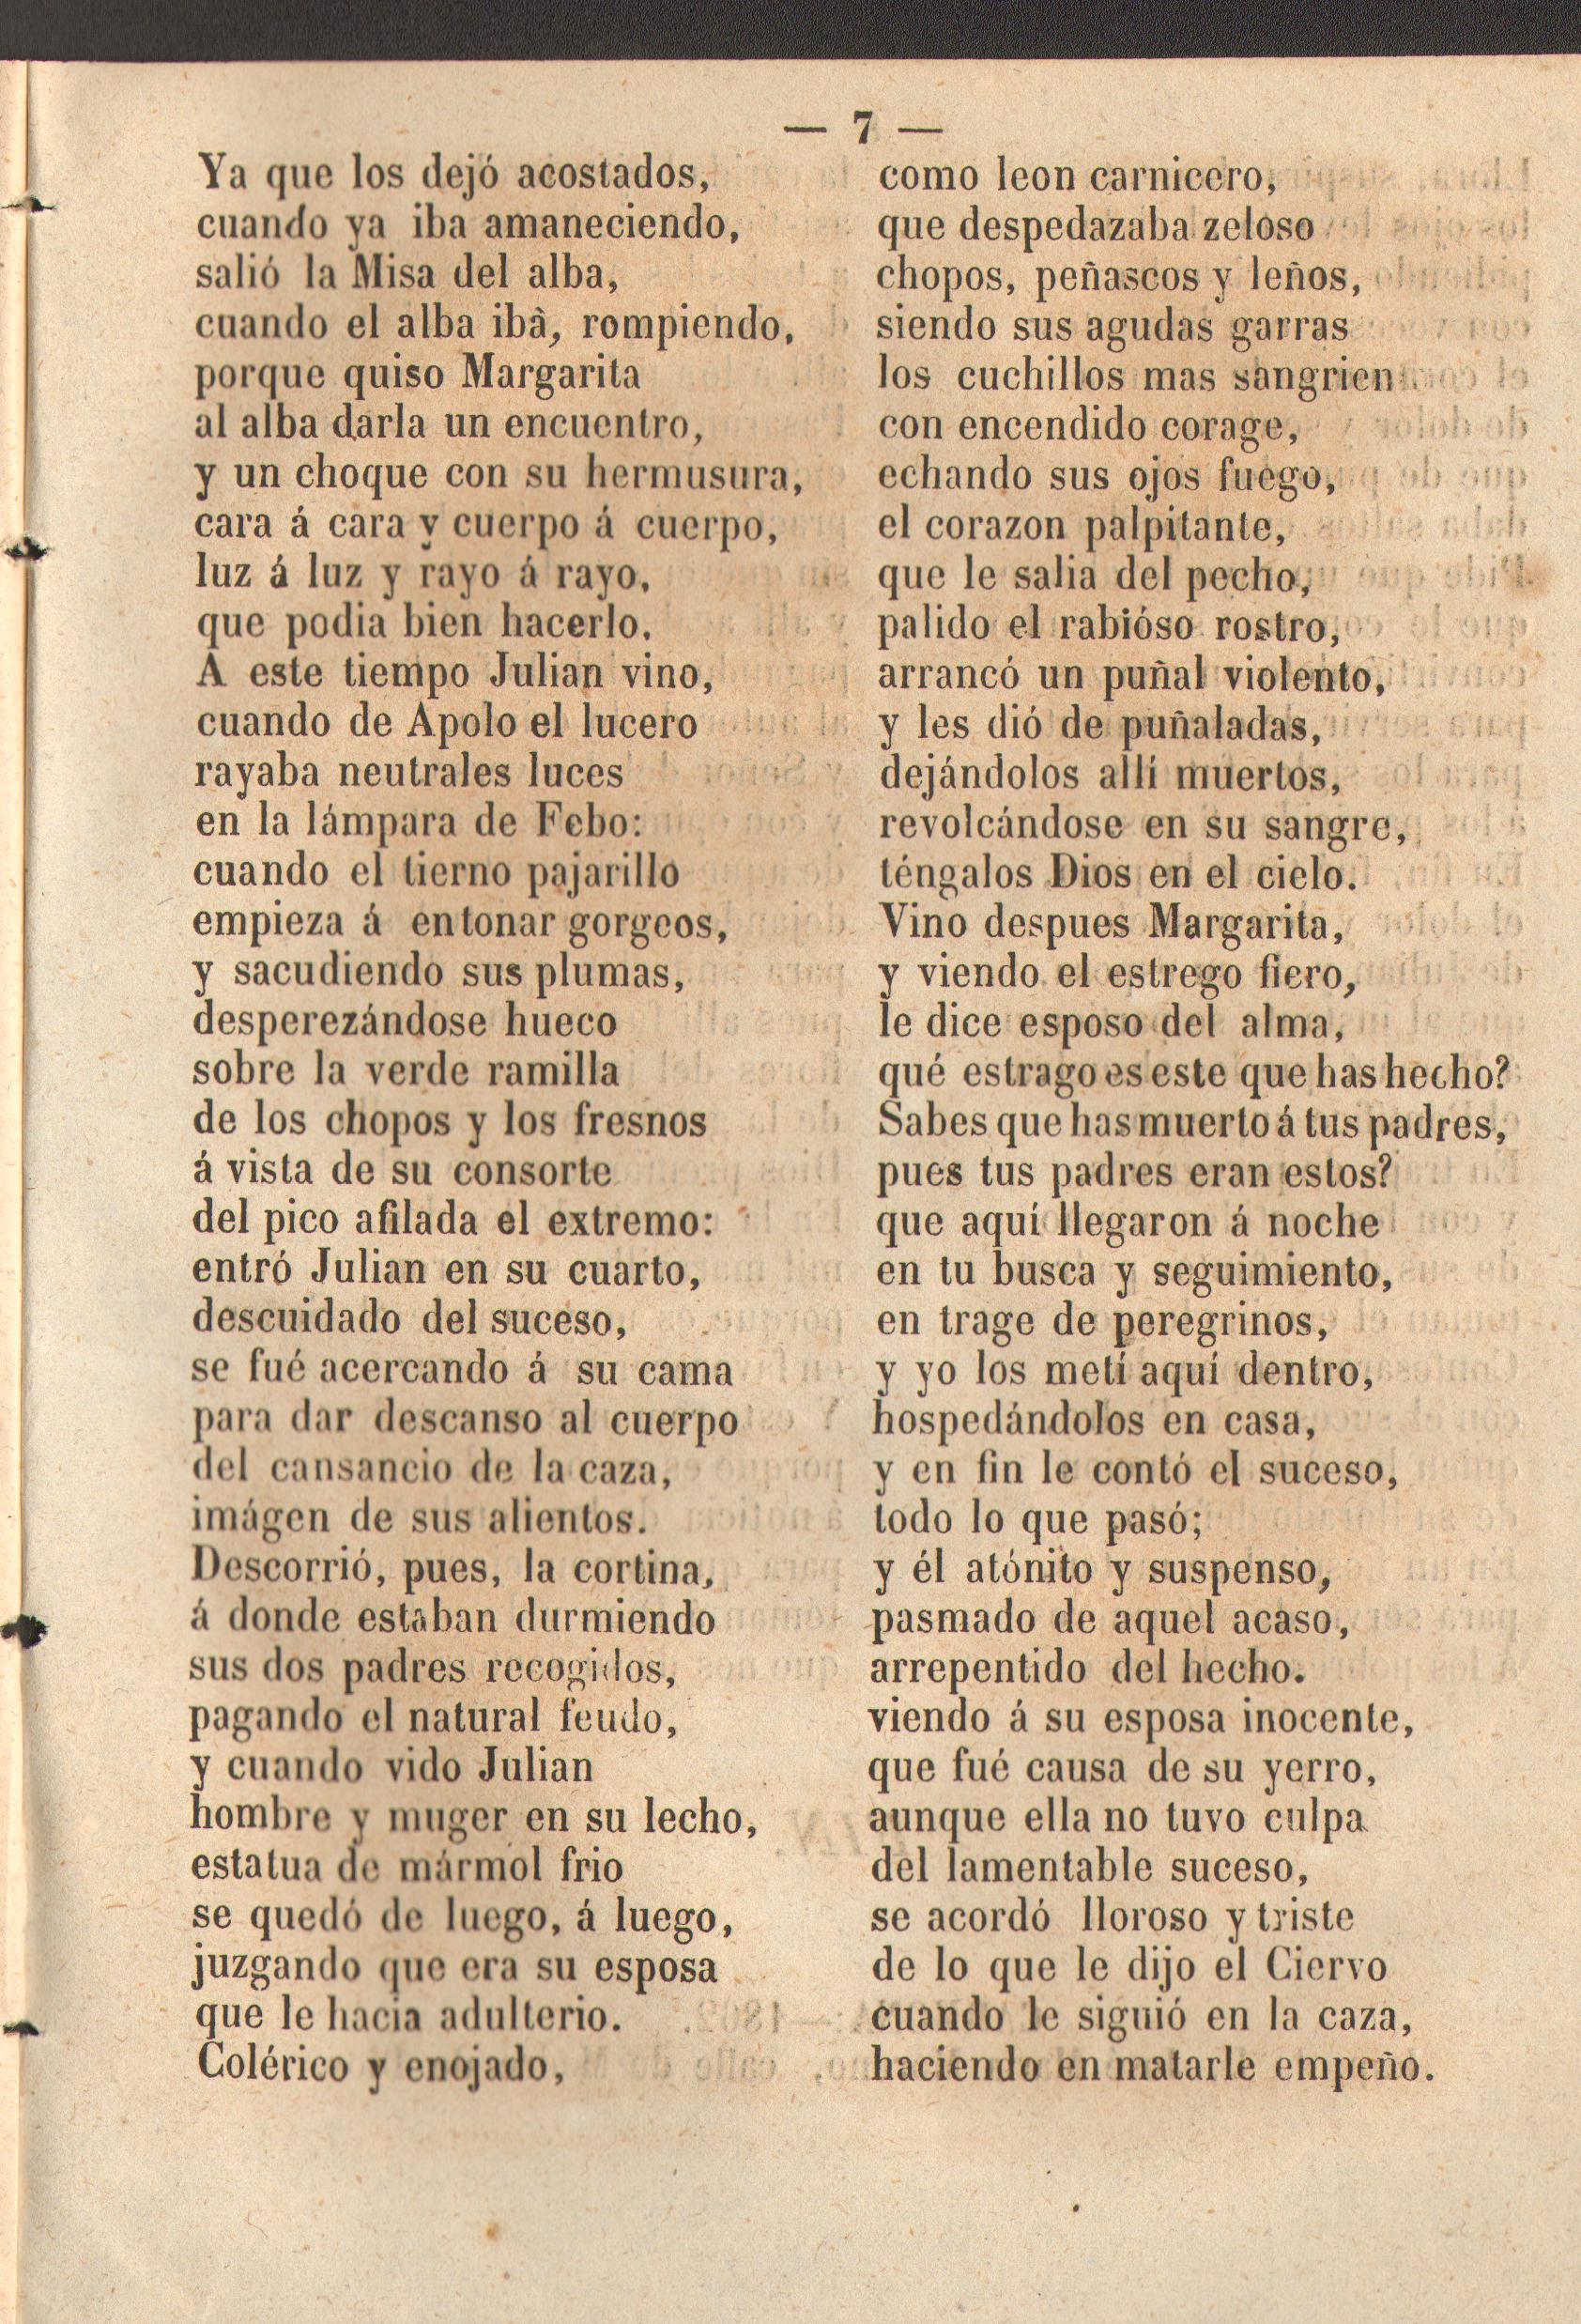 — 7 —
Ya que los dejó acostados,
cuando ya iba amaneciendo,
salió la Misa del alba,
cuando el alba ibà, rompiendo,
porque quiso Margarita
al alba darla un encuentro,
y un choque con su hermusura,
cara á cara y cuerpo á cuerpo,
luz á luz y rayo á rayo,
que podia bien hacerlo.
A este tiempo Julian vino,
cuando de Apolo el lucero
rayaba neutrales luces
en la lámpara de Febo:
cuando el tierno pajarillo
empieza á entonar gorgeos,
y sacudiendo sus plumas,
desperezándose hueco
sobre la verde ramilla
de los chopos y los fresnos
á vista de su consorte
del pico afilada el extremo:
entró Julian en su cuarto,
descuidado del suceso,
se fué acercando á su cama
para dar descanso al cuerpo
del cansancio de la caza,
imágen de sus alientos.
Descorrió, pues, la cortina,
á donde estaban durmiendo
sus dos padres recogidos,
pagando el natural feudo,
y cuando vido Julian
hombre y muger en su lecho,
estatua de mármol frio
se quedó de luego, á luego,
juzgando que era su esposa
que le hacia adulterio.
Colérico y enojado,
como leon carnicero,
que despedazaba zeloso
chopos, peñascos y leños,
siendo sus agudas garras
los cuchillos mas sangrien
con encendido corage,
echando sus ojos fuego,
el corazon palpitante,
que le salia del pecho,
palido el rabióso rostro,
arrancó un puñal violento,
y les dió de puñaladas,
dejándolos allí muertos,
revolcándose en su sangre,
téngalos Dios en el cielo.
Vino despues Margarita,
y viendo el estrego fiero,
le dice esposo del alma,
qué estrago es este que has hecho?
Sabes que has muerto á tus padres,
pues tus padres eran estos?
que aquí llegaron á noche
en tu busca y seguimiento,
en trage de peregrinos,
y yo los metí aquí dentro,
hospedándolos en casa,
y en fin le contó el suceso,
todo lo que pasó;
y él atónito y suspenso,
pasmado de aquel acaso,
arrepentido del hecho.
viendo á su esposa inocente,
que fué causa de su yerro,
aunque ella no tuvo culpa
del lamentable suceso,
se acordó lloroso y triste
de lo que le dijo el Ciervo
cuando le siguió en la caza,
haciendo en matarle empeño.